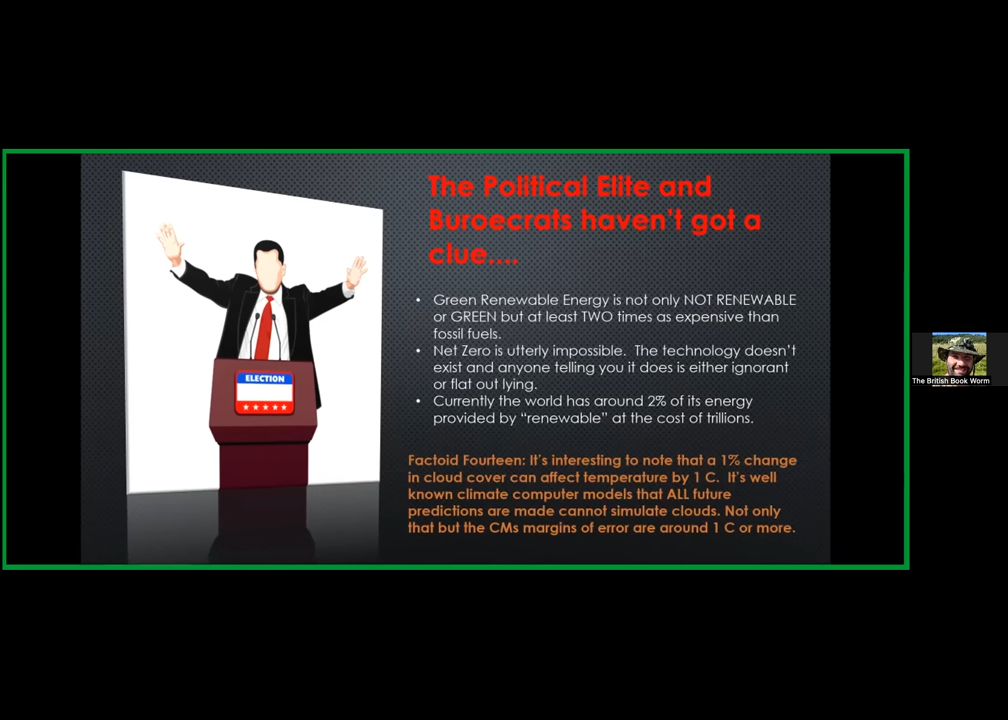 The Political Elite and
Buroecrats haven't got a
clue....
ELECTION
• Green Renewable Energy is not only NOT RENEWABLE
or GREEN but at least TWO times as expensive than
fossil fuels.
• Net Zero is utterly impossible. The technology doesn't
exist and anyone telling you it does is either ignorant
or flat out lying.
• Currently the world has around 2% of its energy
provided by "renewable" at the cost of trillions.
Factoid Fourteen: It's interesting to note that a 1% change
in cloud cover can affect temperature by 1 C. It's well
known climate computer models that ALL future
predictions are made cannot simulate clouds. Not only
that but the CMs margins of error are around 1 C or more.
The British Book Worm